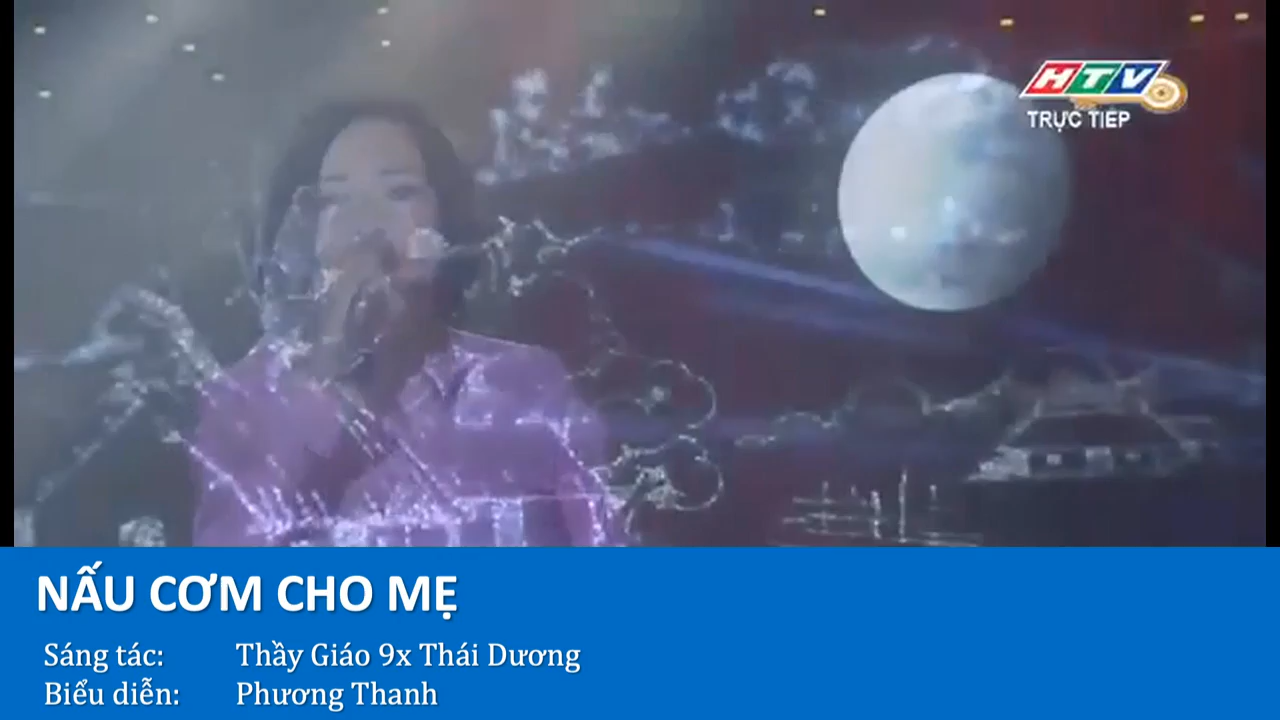 HTV
TRỰC TIẾP
NẤU CƠM CHO MẸ
Sáng tác: Thầy Giáo 9x Thái Dương
Biểu diễn: Phương Thanh